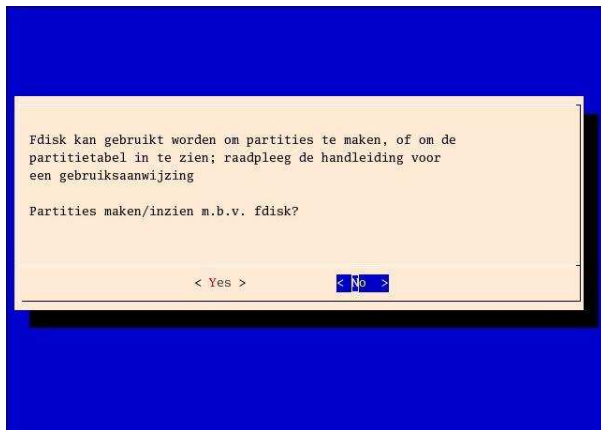 Fdisk kan gebruikt worden om partities te maken, of om de
partitietabel in te zien; raadpleeg de handleiding voor
een gebruiksaanwijzing
Partities maken/inzien m.b.v. fdisk?
< Yes > < No >